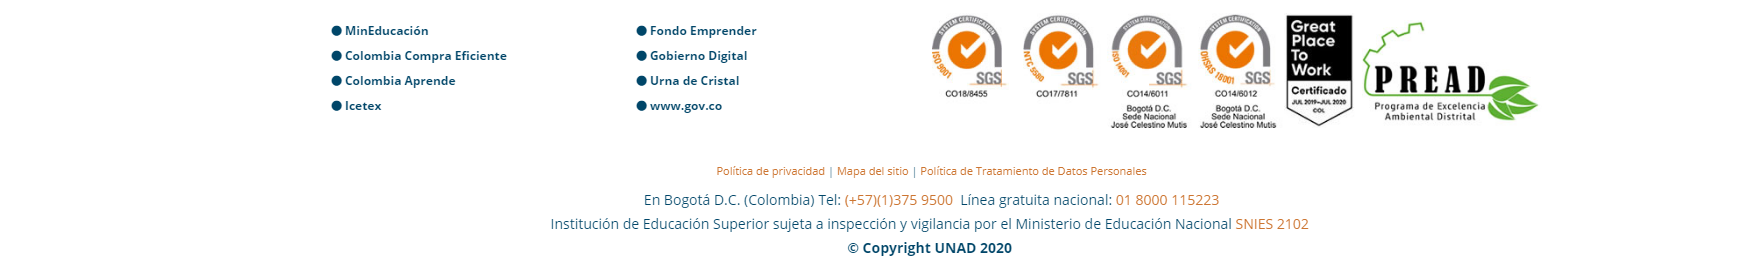 MinEducación
Colombia Compra Eficiente
Colombia Aprende
Icetex
Fondo Emprender
Gobierno Digital
Urna de Cristal
www.gov.co
SYSTEM CERTIFICATION
ISO 9001
SGS
CO18/8455
SYSTEM CERTIFICATION
NTC 5580
SGS
CO17/7811
SYSTEM CERTIFICATION
ISO 14001
SGS
CO14/6011
Bogotá D.C.
Sede Nacional
José Celestino Mutis
SYSTEM CERTIFICATION
OHSAS 18001
SGS
CO14/6012
Bogotá D.C.
Sede Nacional
José Celestino Mutis
Great
Place
To
Work
Certificado
JUL 2019-JUL 2020
COL
PREAD
Programa de Excelencia
Ambiental Distrital
Política de privacidad | Mapa del sitio | Política de Tratamiento de Datos Personales
En Bogotá D.C. (Colombia) Tel: (+57)(1)375 9500 Línea gratuita nacional: 01 8000 115223
Institución de Educación Superior sujeta a inspección y vigilancia por el Ministerio de Educación Nacional SNIES 2102
© Copyright UNAD 2020